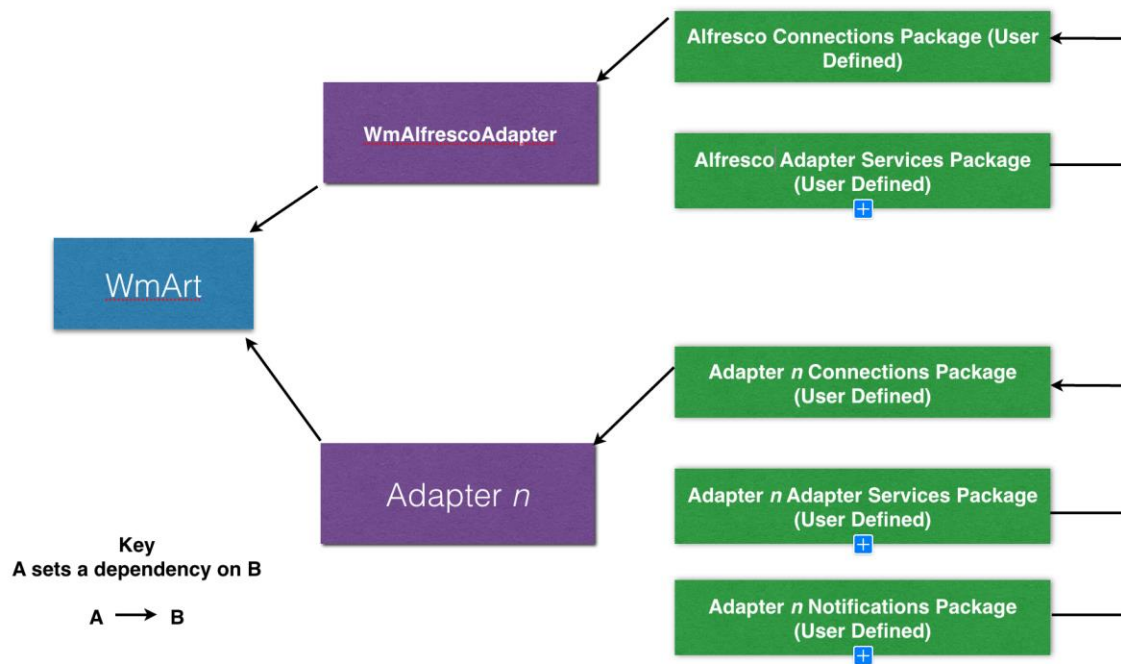 Alfresco Connections Package (User
Defined)
WmAlfrescoAdapter
Alfresco Adapter Services Package
(User Defined)
WmArt
Adapter n Connections Package
(User Defined)
Adapter n
Adapter n Adapter Services Package
(User Defined)
Key
A sets a dependency on B
A B
Adapter n Notifications Package
(User Defined)